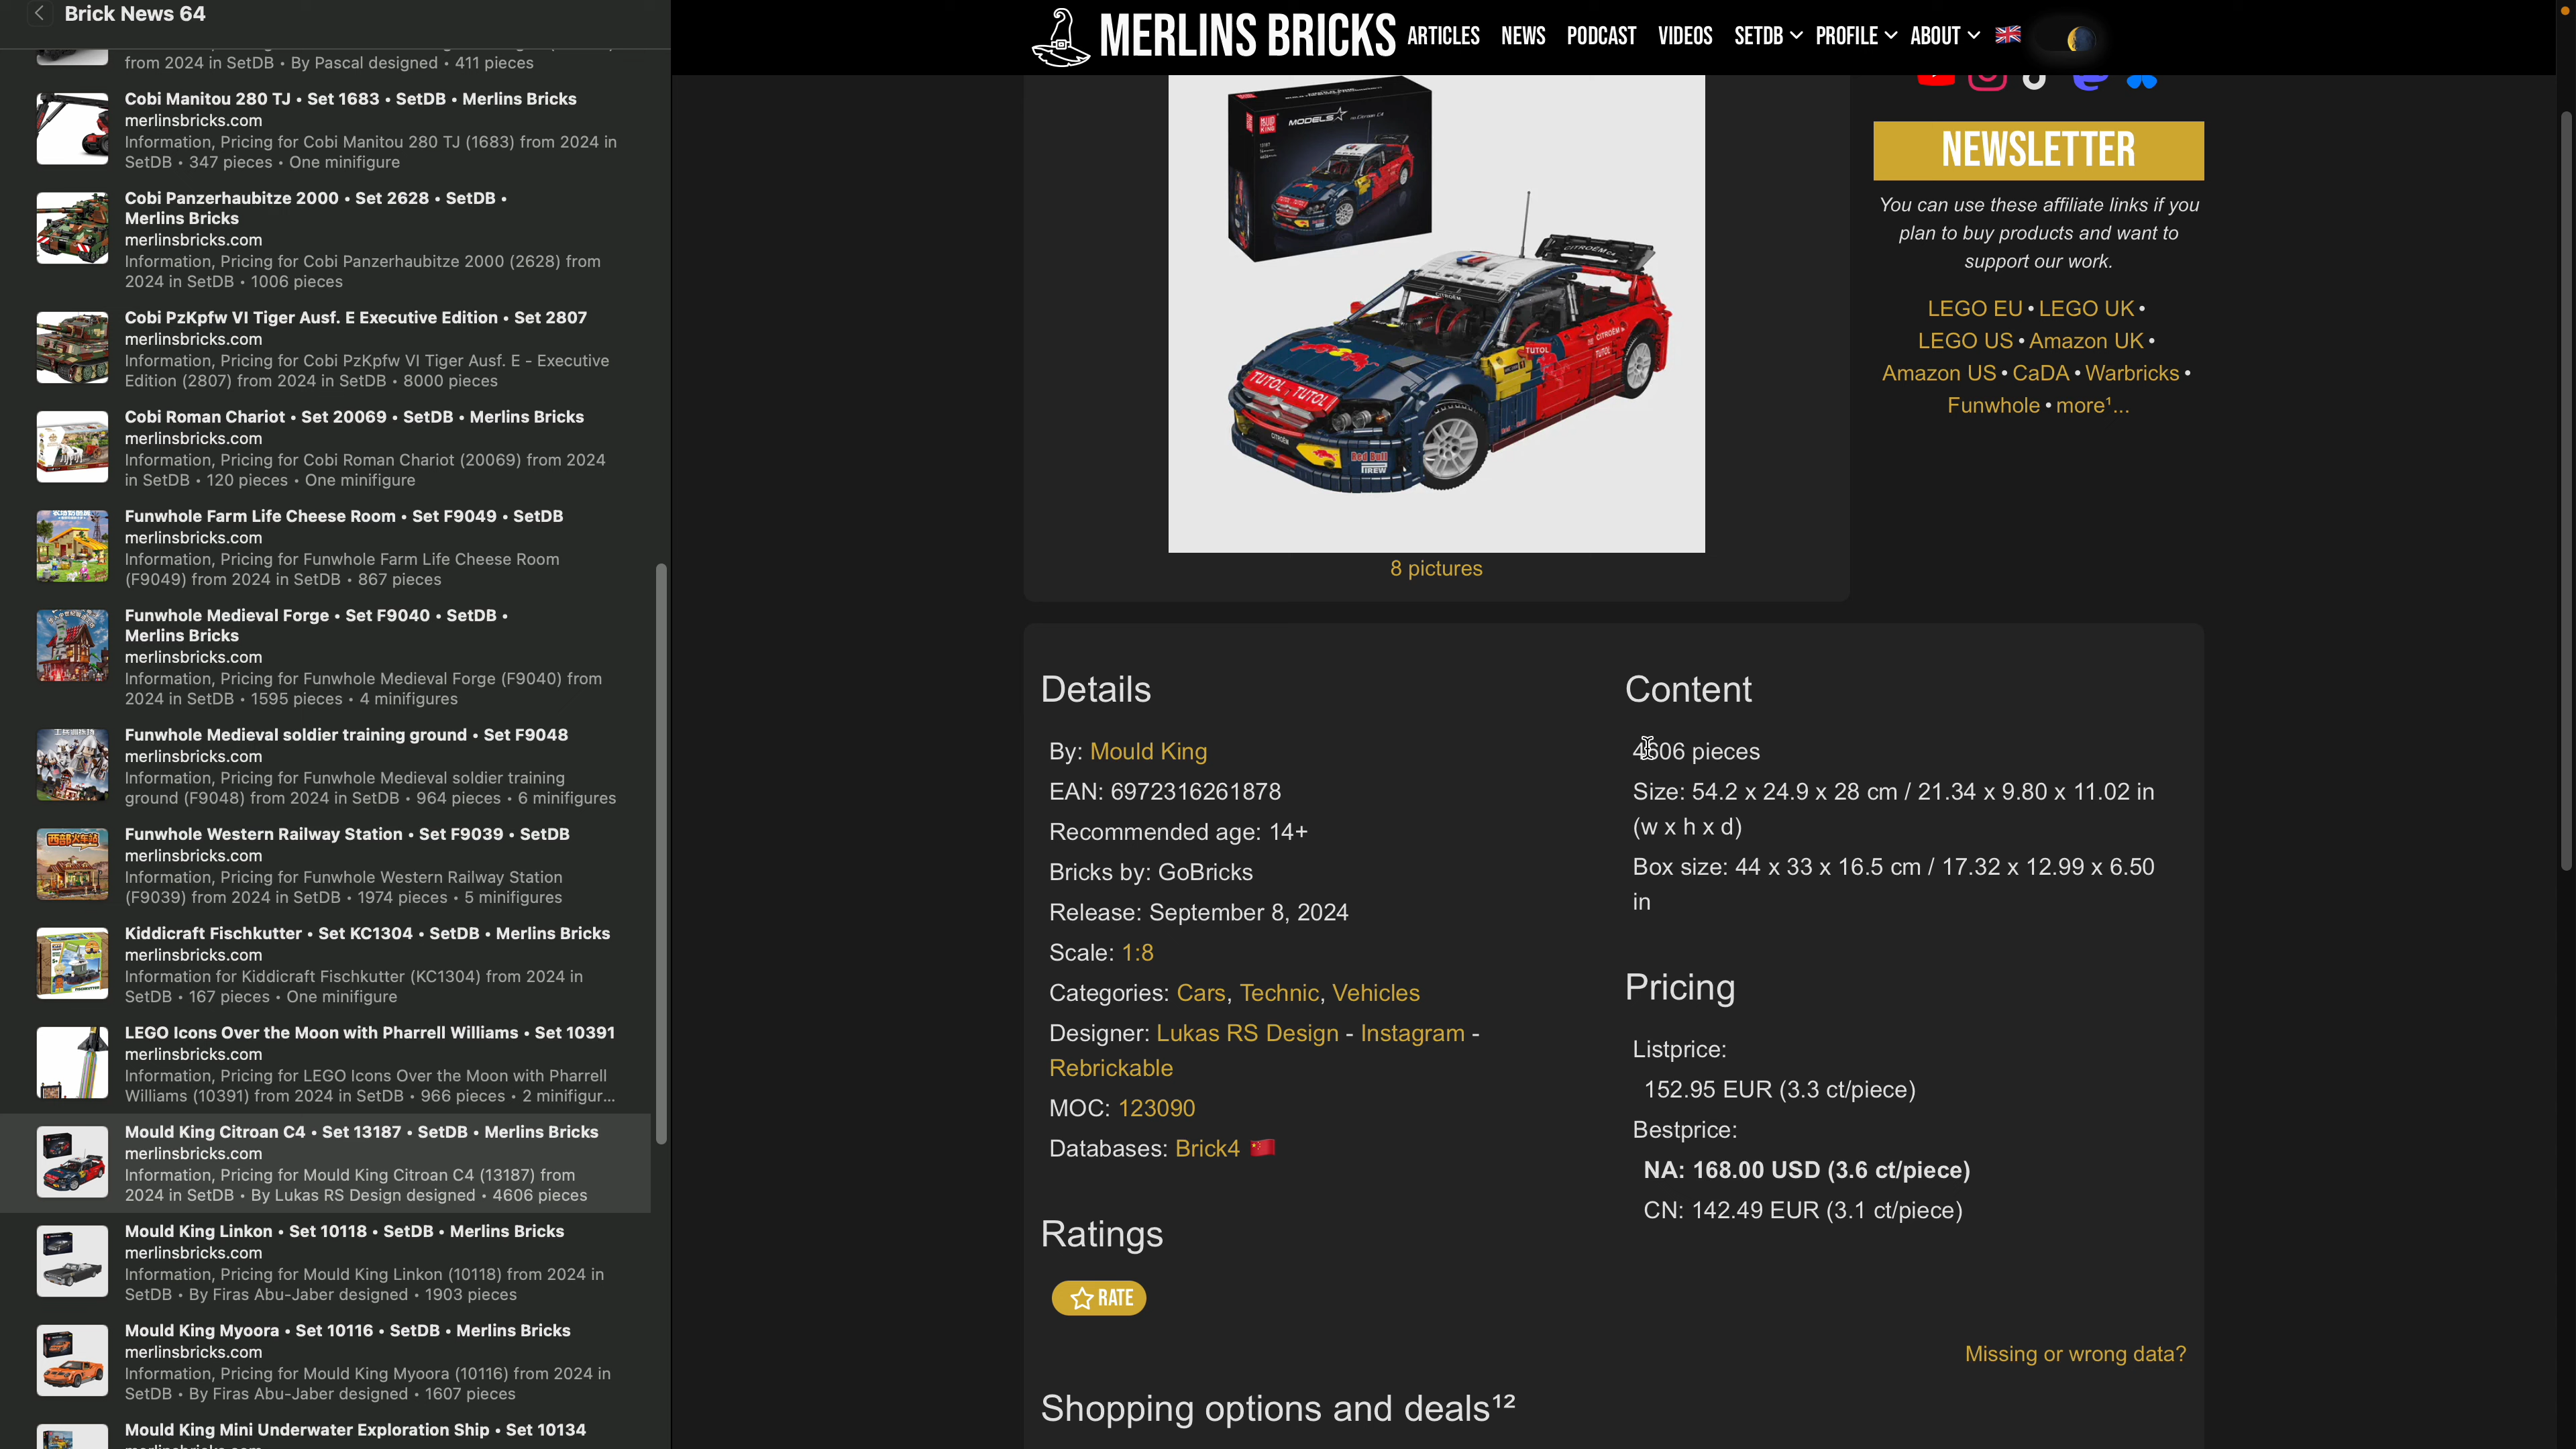 Brick News 64
from 2024 in SetDB • By Pascal designed • 411 pieces
Cobi Manitou 280 TJ • Set 1683 • SetDB • Merlins Bricks
merlinsbricks.com
Information, Pricing for Cobi Manitou 280 TJ (1683) from 2024 in
SetDB • 347 pieces • One minifigure
Cobi Panzerhaubitze 2000 • Set 2628 • SetDB •
Merlins Bricks
merlinsbricks.com
Information, Pricing for Cobi Panzerhaubitze 2000 (2628) from
2024 in SetDB • 1006 pieces
Cobi PzKpfw VI Tiger Ausf. E Executive Edition • Set 2807
merlinsbricks.com
Information, Pricing for Cobi PzKpfw VI Tiger Ausf. E - Executive
Edition (2807) from 2024 in SetDB • 8000 pieces
Cobi Roman Chariot • Set 20069 • SetDB • Merlins Bricks
merlinsbricks.com
Information, Pricing for Cobi Roman Chariot (20069) from 2024
in SetDB • 120 pieces • One minifigure
Funwhole Farm Life Cheese Room • Set F9049 • SetDB
merlinsbricks.com
Information, Pricing for Funwhole Farm Life Cheese Room
(F9049) from 2024 in SetDB • 867 pieces
Funwhole Medieval Forge • Set F9040 • SetDB •
Merlins Bricks
merlinsbricks.com
Information, Pricing for Funwhole Medieval Forge (F9040) from
2024 in SetDB • 1595 pieces • 4 minifigures
Funwhole Medieval soldier training ground • Set F9048
merlinsbricks.com
Information, Pricing for Funwhole Medieval soldier training
ground (F9048) from 2024 in SetDB • 964 pieces • 6 minifigures
西部火车站
Funwhole Western Railway Station • Set F9039 • SetDB
merlinsbricks.com
Information, Pricing for Funwhole Western Railway Station
(F9039) from 2024 in SetDB • 1974 pieces • 5 minifigures
Kiddicraft Fischkutter • Set KC1304 • SetDB • Merlins Bricks
merlinsbricks.com
Information for Kiddicraft Fischkutter (KC1304) from 2024 in
SetDB • 167 pieces • One minifigure
LEGO Icons Over the Moon with Pharrell Williams • Set 10391
merlinsbricks.com
Information, Pricing for LEGO Icons Over the Moon with Pharrell
Williams (10391) from 2024 in SetDB • 966 pieces • 2 minifigur...
Mould King Citroan C4 • Set 13187 • SetDB • Merlins Bricks
merlinsbricks.com
Information, Pricing for Mould King Citroan C4 (13187) from
2024 in SetDB • By Lukas RS Design designed • 4606 pieces
Mould King Linkon • Set 10118 • SetDB • Merlins Bricks
merlinsbricks.com
Information, Pricing for Mould King Linkon (10118) from 2024 in
SetDB • By Firas Abu-Jaber designed • 1903 pieces
Mould King Myoora • Set 10116 • SetDB • Merlins Bricks
merlinsbricks.com
Information, Pricing for Mould King Myoora (10116) from 2024 in
SetDB • By Firas Abu-Jaber designed • 1607 pieces
Mould King Mini Underwater Exploration Ship • Set 10134
MERLINS BRICKS ARTICLES NEWS PODCAST VIDEOS SETDB PROFILE ABOUT
MODELS
CITROËM C4
CITROËM
TUTOL
CITROËM
TUTOL
TUTOL, TUTOL
CITROËM
Bed Bull
PIREW
8 pictures
NEWSLETTER
You can use these affiliate links if you
plan to buy products and want to
support our work.
LEGO EU • LEGO UK •
LEGO US • Amazon UK •
Amazon US • CaDA • Warbricks •
Funwhole • more¹...
Details
By: Mould King
EAN: 6972316261878
Recommended age: 14+
Bricks by: GoBricks
Release: September 8, 2024
Scale: 1:8
Categories: Cars, Technic, Vehicles
Designer: Lukas RS Design - Instagram -
Rebrickable
MOC: 123090
Databases: Brick4
Ratings
RATE
Content
4606 pieces
Size: 54.2 x 24.9 x 28 cm / 21.34 x 9.80 x 11.02 in
(w x h x d)
Box size: 44 x 33 x 16.5 cm / 17.32 x 12.99 x 6.50
in
Pricing
Listprice:
152.95 EUR (3.3 ct/piece)
Bestprice:
NA: 168.00 USD (3.6 ct/piece)
CN: 142.49 EUR (3.1 ct/piece)
Missing or wrong data?
Shopping options and deals¹²